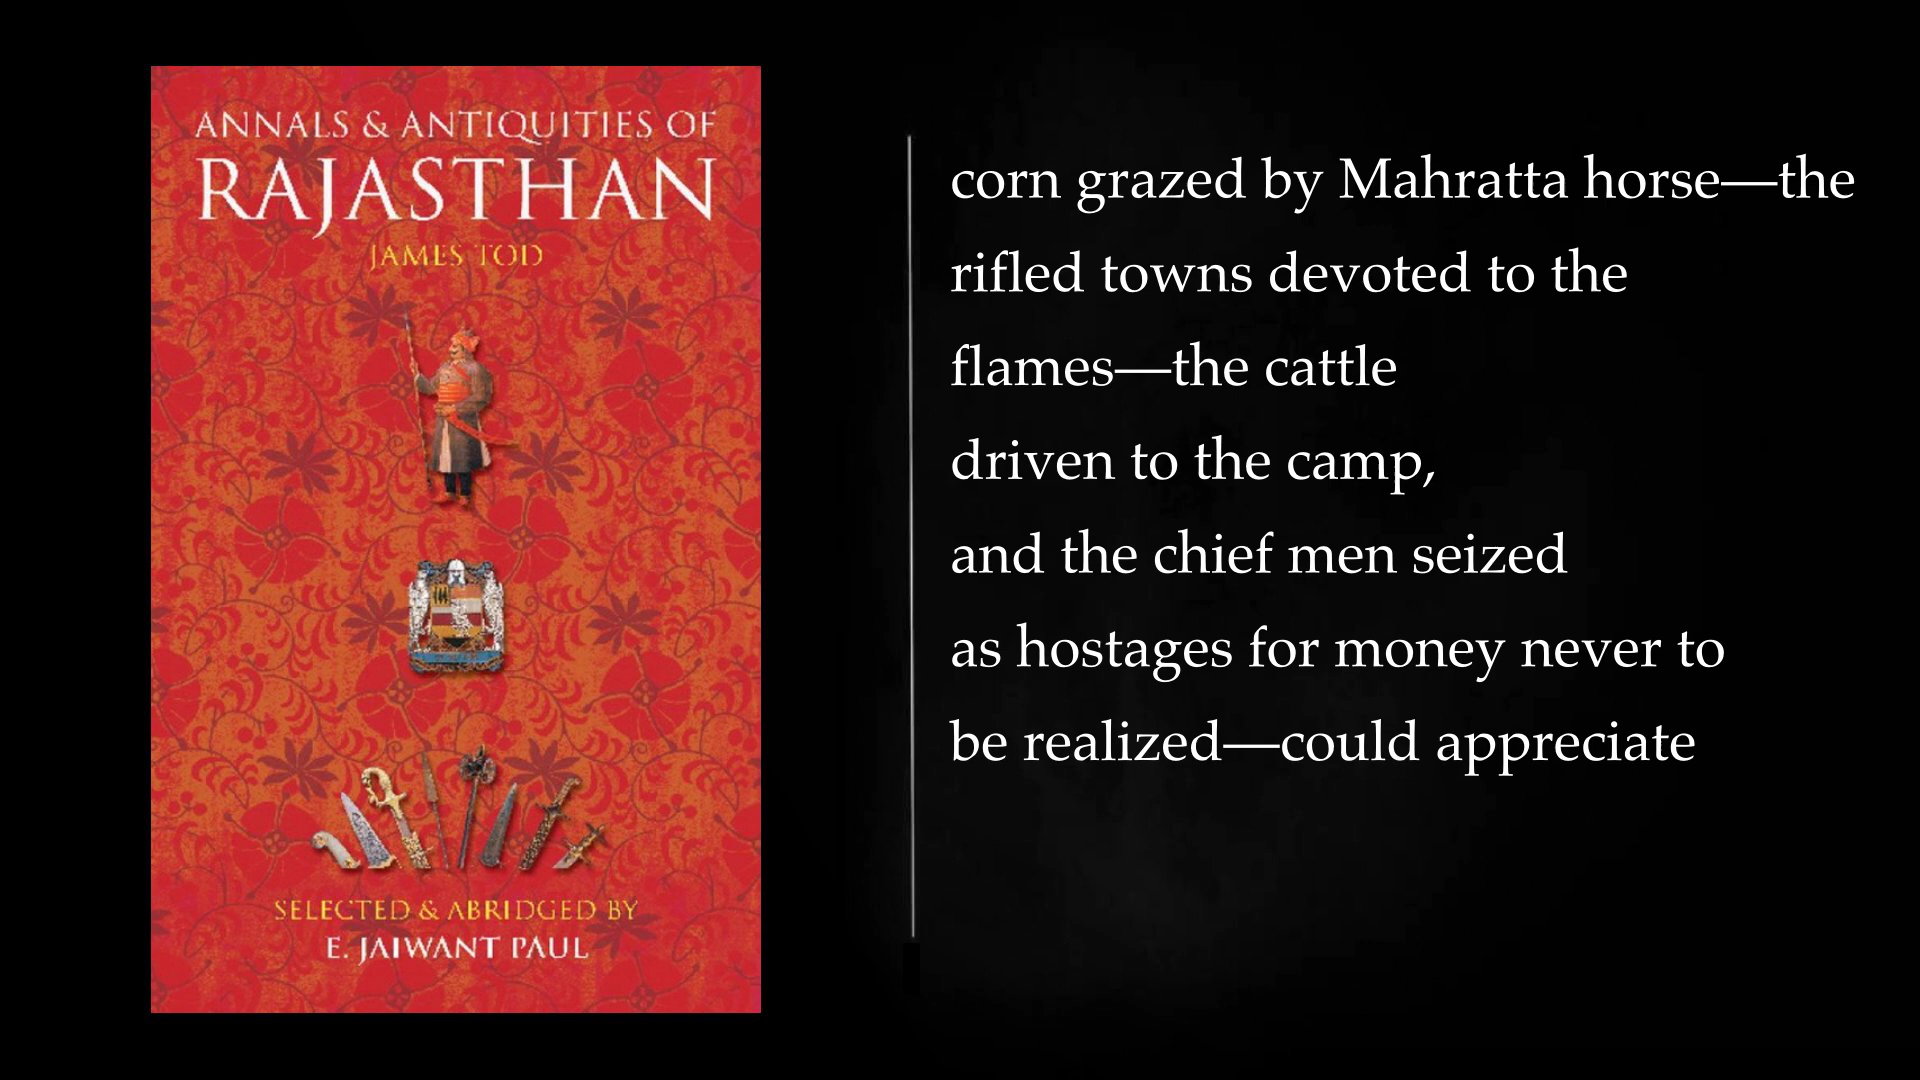 ANNALS & ANTIQUITIES OF
RAJASTHAN
JAMES TOD
SELECTED & ABRIDGED BY
E. JAIWANT PAUL
corn grazed by Mahratta horse—the
rifled towns devoted to the
flames—the cattle
driven to the camp,
and the chief men seized
as hostages for money never to
be realized—could appreciate